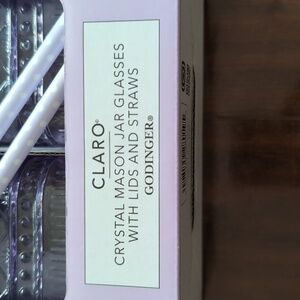 CLARO®
CRYSTAL MASON JAR GLASSES
WITH LIDS AND STRAWS
GODINGER®